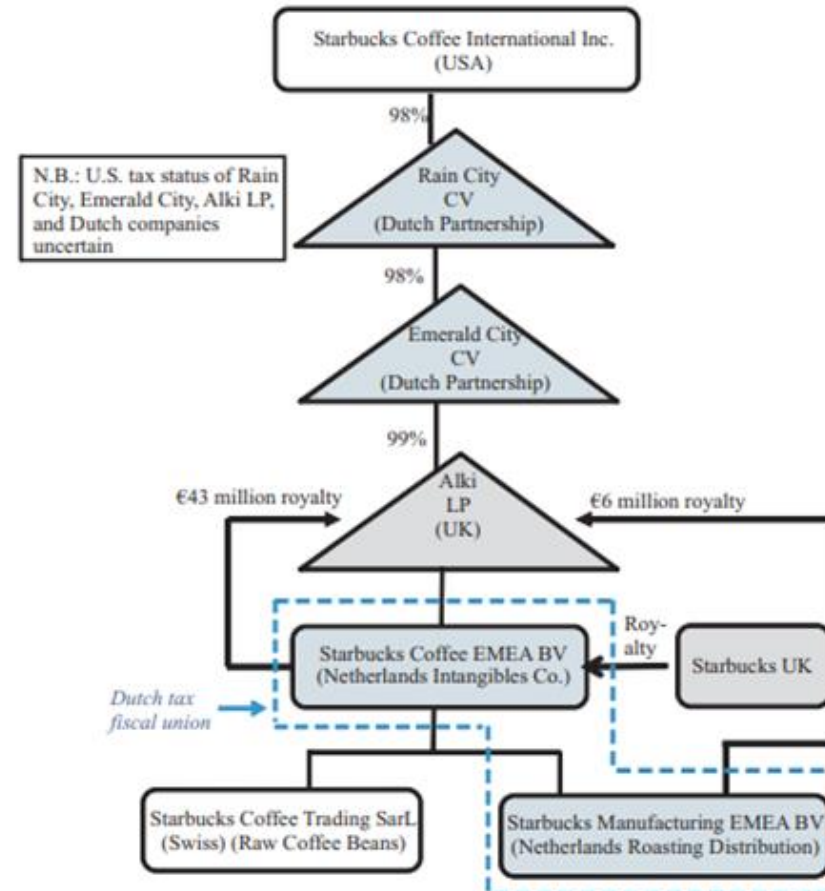 Starbucks Coffee International Inc.
(USA)
98%
N.B.: U.S. tax status of Rain
City, Emerald City, Alki LP,
and Dutch companies
uncertain
Rain City
CV
(Dutch Partnership)
98%
Emerald City
CV
(Dutch Partnership)
99%
Alki
LP
(UK)
€43 million royalty
€6 million royalty
Starbucks Coffee EMEA BV
(Netherlands Intangibles Co.)
Roy-
alty
Starbucks UK
Dutch tax
fiscal union
Starbucks Coffee Trading SarL
(Swiss) (Raw Coffee Beans)
Starbucks Manufacturing EMEA BV
(Netherlands Roasting Distribution)